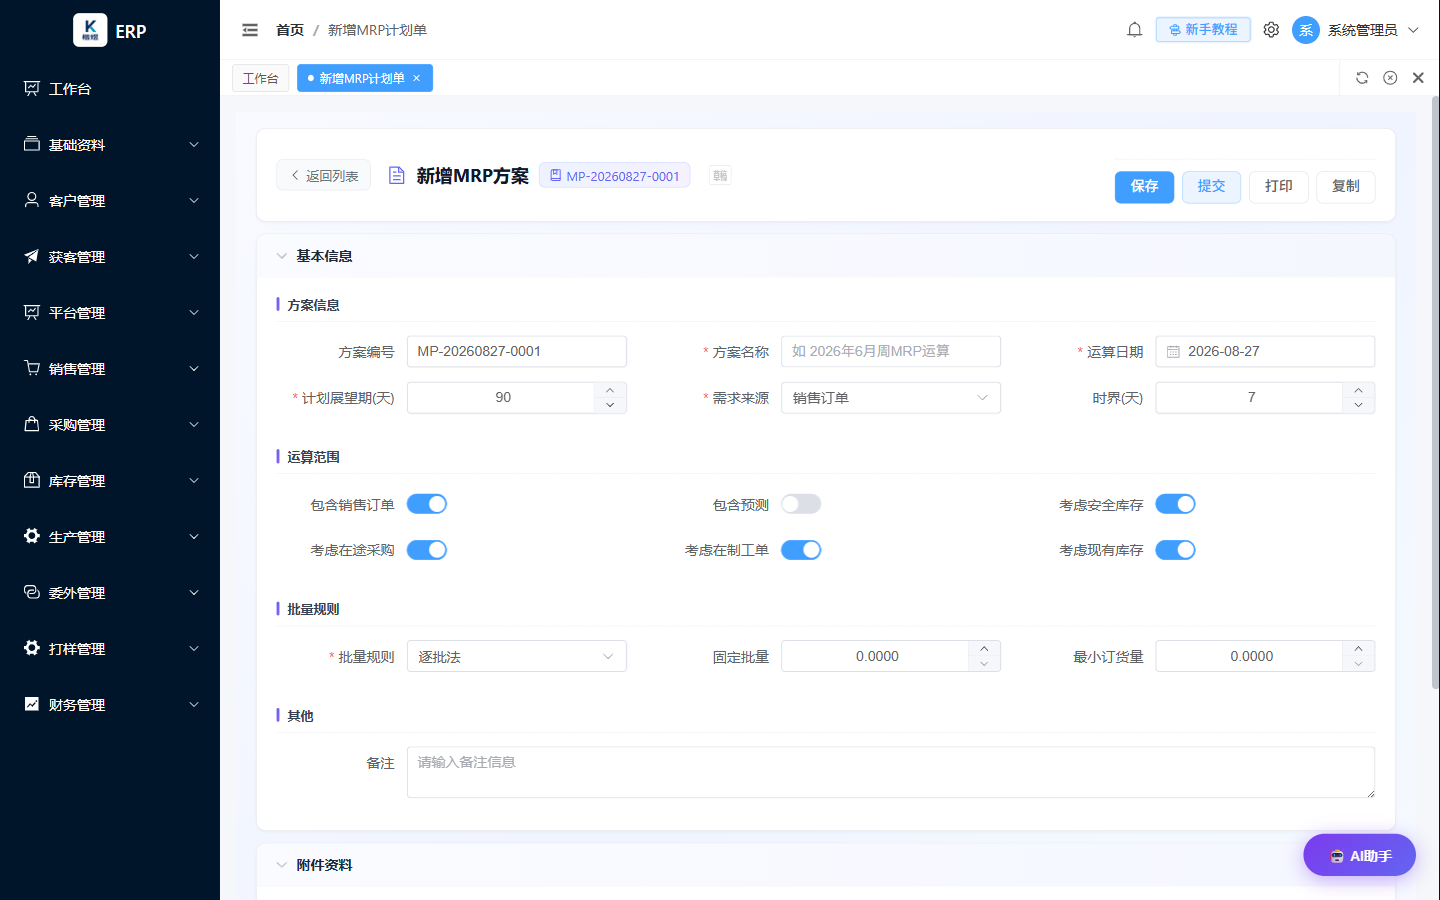 K
ERP
首页 / 新增MRP计划单
新手教程
系
系统管理员
工作台
新增MRP计划单
工作台
基础资料
客户管理
获客管理
平台管理
销售管理
采购管理
库存管理
生产管理
委外管理
打样管理
财务管理
返回列表
新增MRP方案
MP-20260827-0001
保存
提交
打印
复制
基本信息
方案信息
方案编号 MP-20260827-0001
* 方案名称 如 2026年6月周MRP运算
* 运算日期 2026-08-27
* 计划展望期(天) 90
* 需求来源 销售订单
时界(天) 7
运算范围
包含销售订单
包含预测
考虑安全库存
考虑在途采购
考虑在制工单
考虑现有库存
批量规则
* 批量规则 逐批法
固定批量 0.0000
最小订货量 0.0000
其他
备注 请输入备注信息
附件资料
AI助手